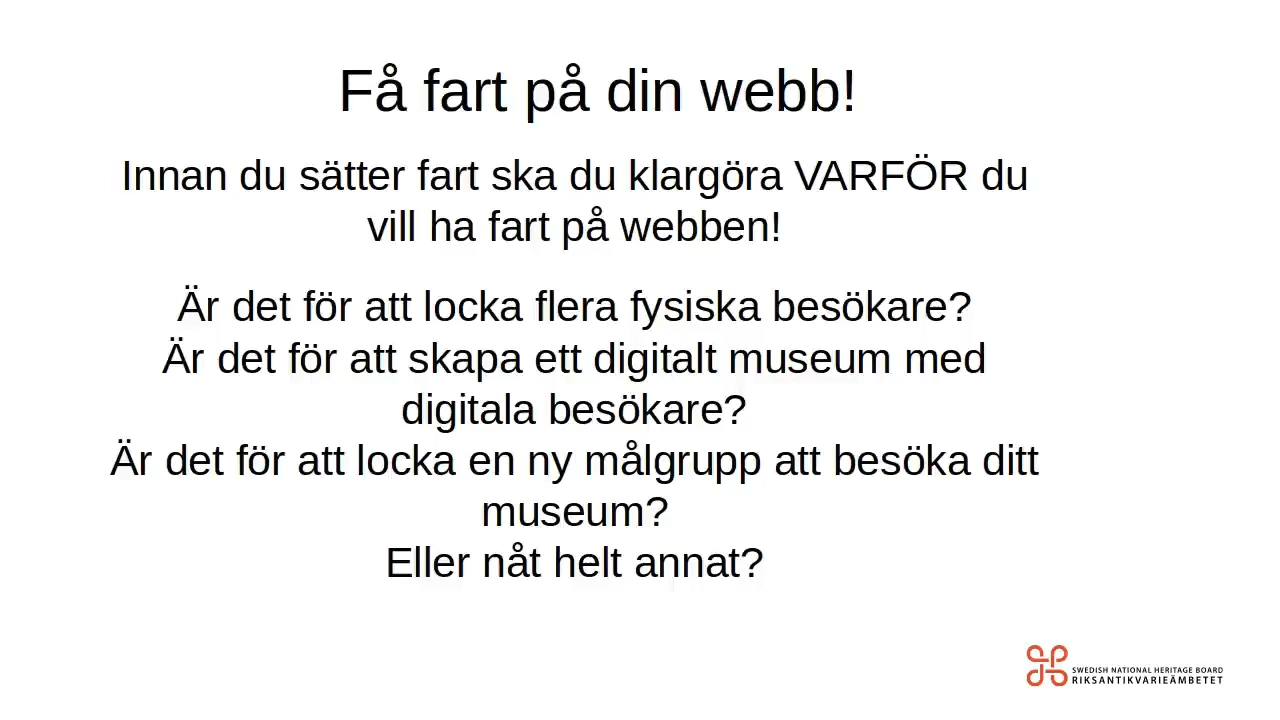 Få fart på din webb!
Innan du sätter fart ska du klargöra VARFÖR du
vill ha fart på webben!
Är det för att locka flera fysiska besökare?
Är det för att skapa ett digitalt museum med
digitala besökare?
Är det för att locka en ny målgrupp att besöka ditt
museum?
Eller nåt helt annat?
SWEDISH NATIONAL HERITAGE BOARD
RIKSANTIKVARIEÄMBETET